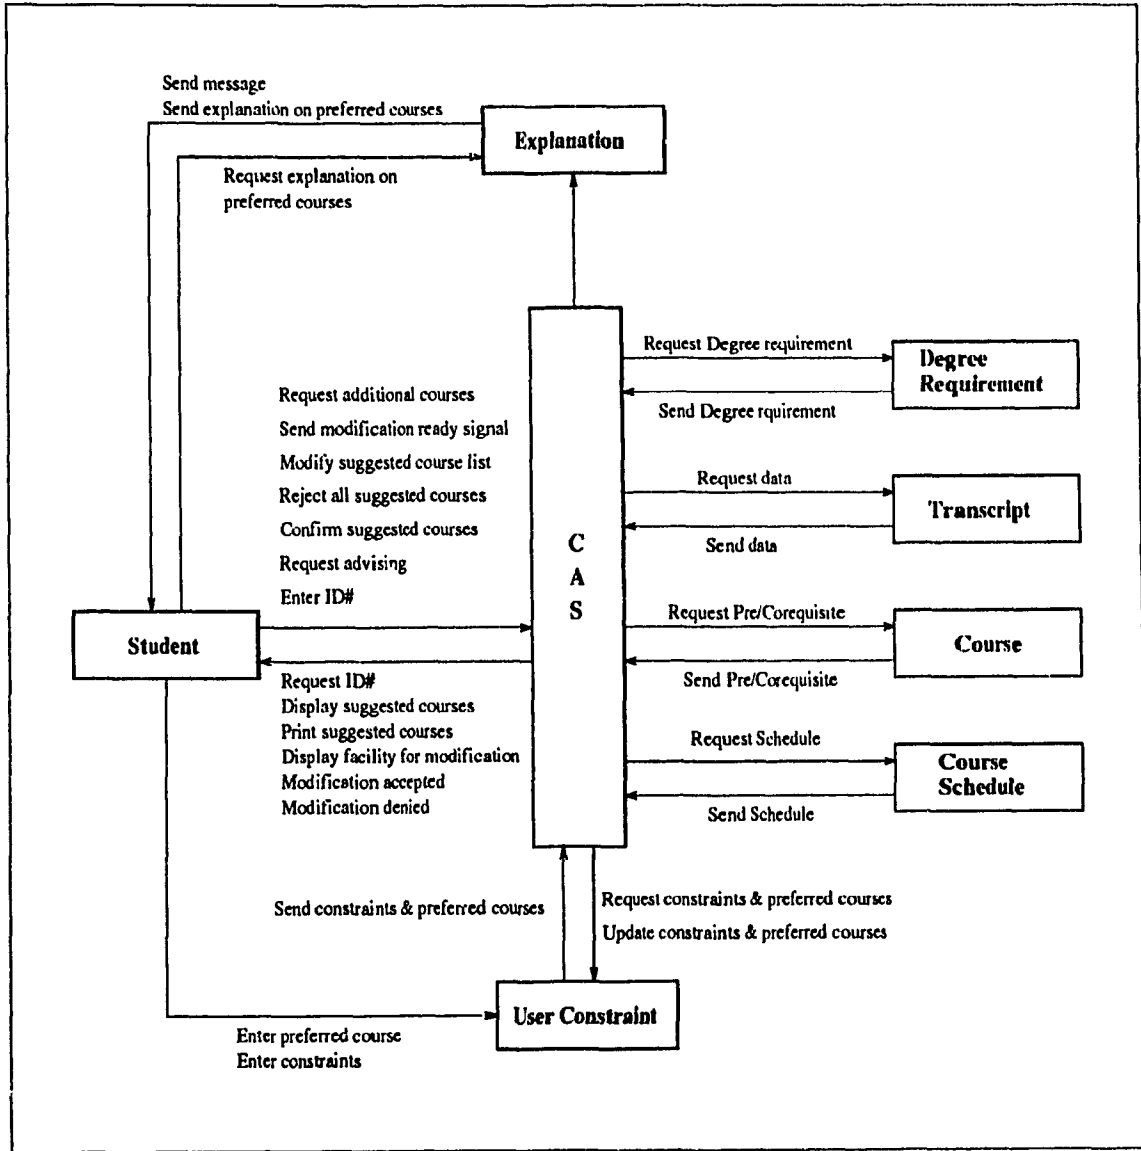 Send message
Send explanation on preferred courses
Explanation
Request explanation on
preferred courses
Request Degree requirement
Degree
Requirement
Send Degree rquirement
Request additional courses
Send modification ready signal
Modify suggested course list
Reject all suggested courses
Confirm suggested courses
Request advising
Enter ID#
Request data
Transcript
Send data
C
A
S
Student
Request Pre/Corequisite
Course
Send Pre/Corequisite
Request ID#
Display suggested courses
Print suggested courses
Display facility for modification
Modification accepted
Modification denied
Request Schedule
Course
Schedule
Send Schedule
Send constraints & preferred courses
Request constraints & preferred courses
Update constraints & preferred courses
User Constraint
Enter preferred course
Enter constraints